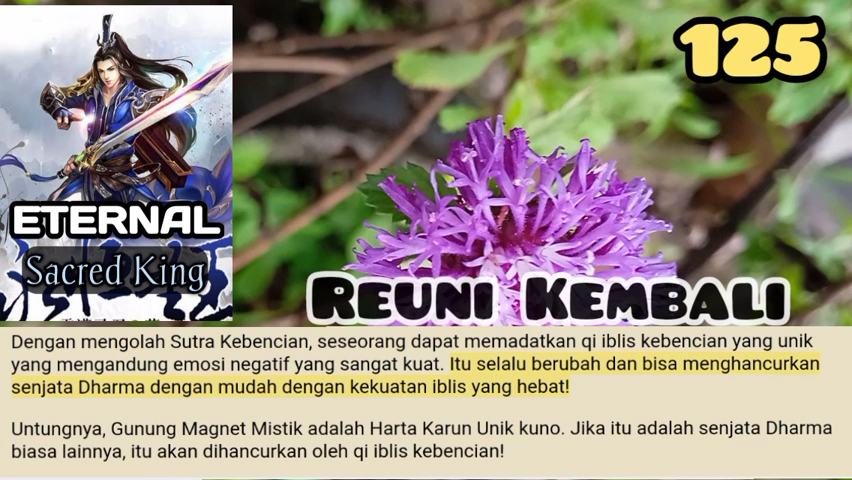 125
ETERNAL
Sacred King
REUNI KEMBALI
Dengan mengolah Sutra Kebencian, seseorang dapat memadatkan qi iblis kebencian yang unik
yang mengandung emosi negatif yang sangat kuat. Itu selalu berubah dan bisa menghancurkan
senjata Dharma dengan mudah dengan kekuatan iblis yang hebat!
Untungnya, Gunung Magnet Mistik adalah Harta Karun Unik kuno. Jika itu adalah senjata Dharma
biasa lainnya, itu akan dihancurkan oleh qi iblis kebencian!